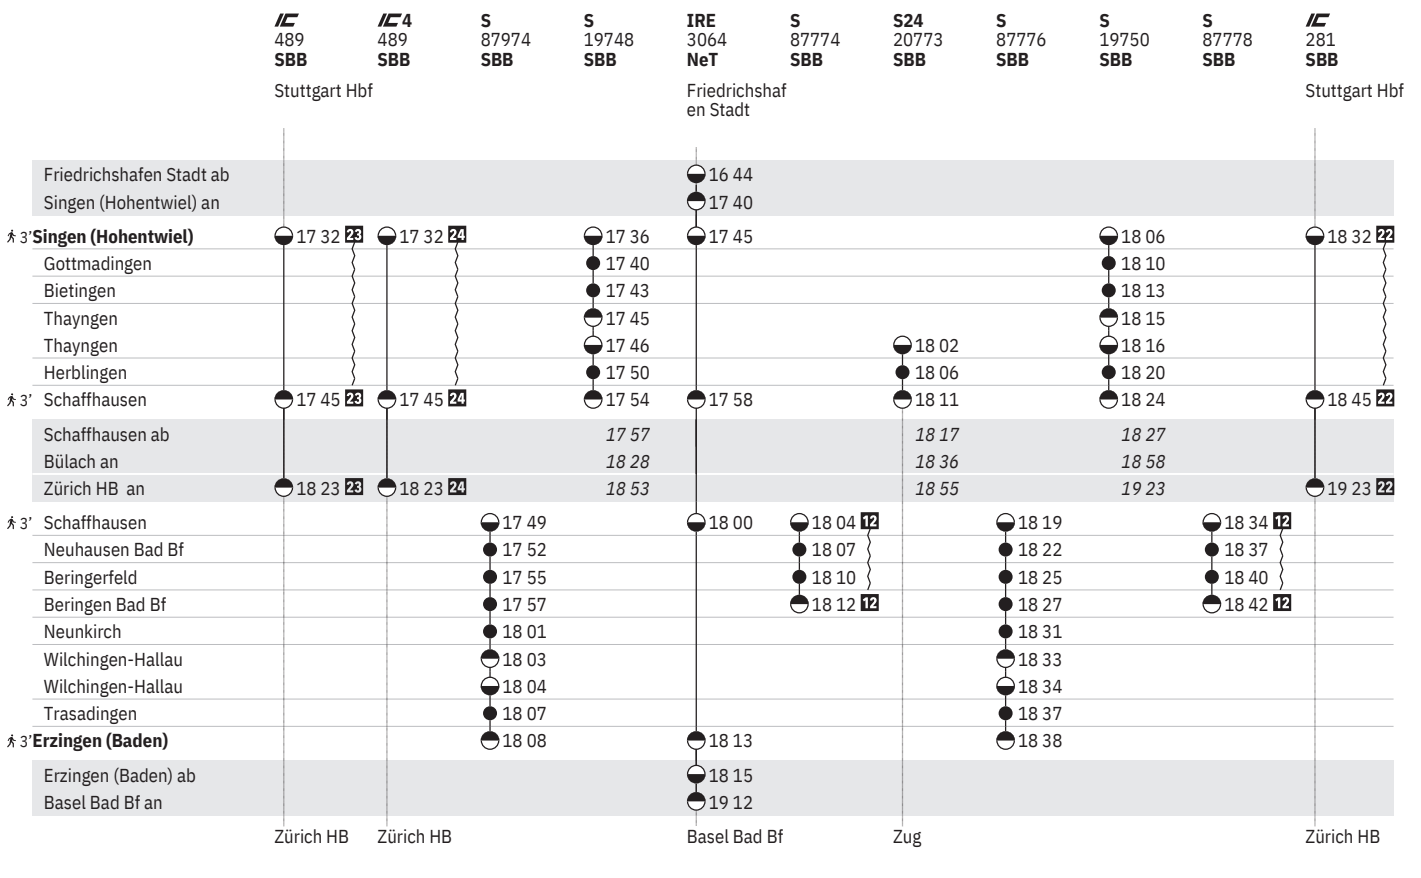 IC IC 4 S S IRE S S24 S S S IC
489 489 87974 19748 3064 87774 20773 87776 19750 87778 281
SBB SBB SBB SBB NeT SBB SBB SBB SBB SBB SBB
Stuttgart Hbf Friedrichshaf Stuttgart Hbf
en Stadt
Friedrichshafen Stadt ab 16 44
Singen (Hohentwiel) an 17 40
3' Singen (Hohentwiel) 17 32 23 17 32 24 17 36 17 45 18 06 18 32 22
Gottmadingen 17 40 18 10
Bietingen 17 43 18 13
Thayngen 17 45 18 15
Thayngen 17 46 18 02 18 16
Herblingen 17 50 18 06 18 20
3' Schaffhausen 17 45 23 17 45 24 17 54 17 58 18 11 18 24 18 45 22
Schaffhausen ab 17 57 18 17 18 27
Bülach an 18 28 18 36 18 58
Zürich HB an 18 23 23 18 23 24 18 53 18 55 19 23 19 23 22
3' Schaffhausen 17 49 18 00 18 04 12 18 19 18 34 12
Neuhausen Bad Bf 17 52 18 07 18 22 18 37
Beringerfeld 17 55 18 10 18 25 18 40
Beringen Bad Bf 17 57 18 12 12 18 27 18 42 12
Neunkirch 18 01 18 31
Wilchingen-Hallau 18 03 18 33
Wilchingen-Hallau 18 04 18 34
Trasadingen 18 07 18 37
3' Erzingen (Baden) 18 08 18 13 18 38
Erzingen (Baden) ab 18 15
Basel Bad Bf an 19 12
Zürich HB Zürich HB Basel Bad Bf Zug Zürich HB